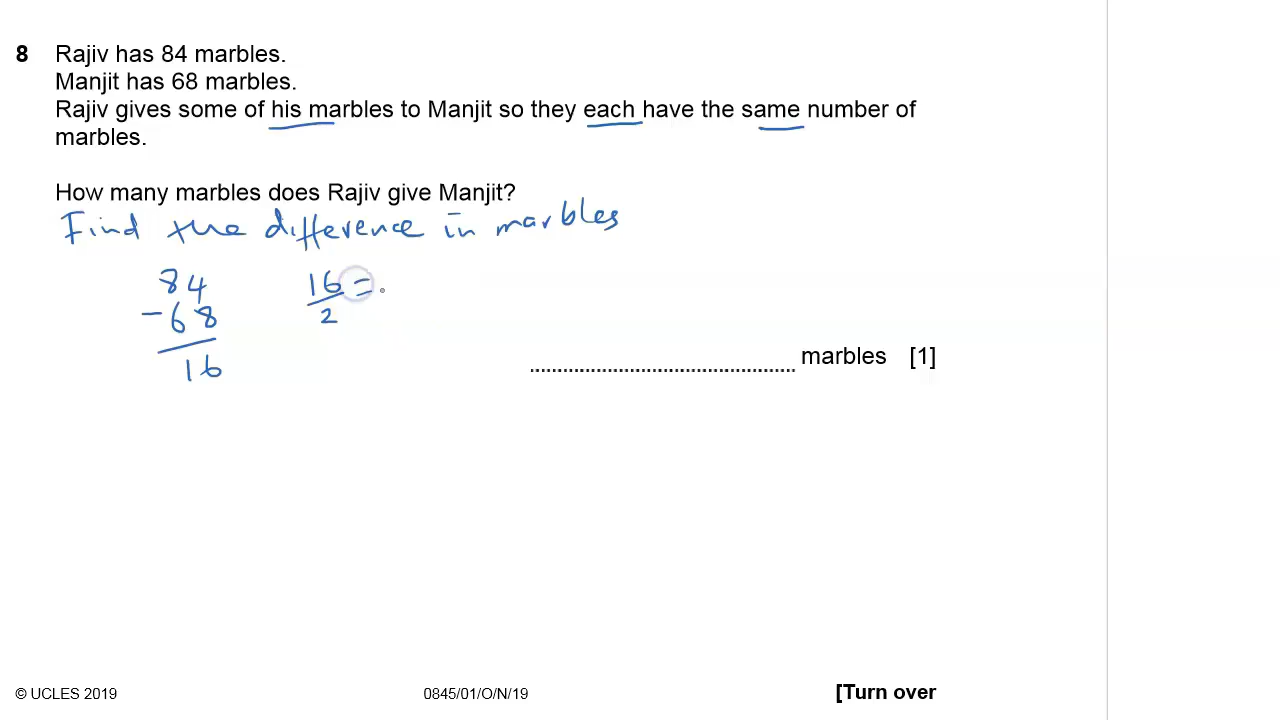 8 Rajiv has 84 marbles.
Manjit has 68 marbles.
Rajiv gives some of his marbles to Manjit so they each have the same number of
marbles.
How many marbles does Rajiv give Manjit?
Find the difference in marbles
84
-68
16
16 =
2
marbles [1]
© UCLES 2019 0845/01/O/N/19 [Turn over